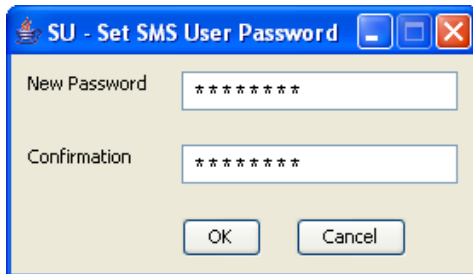 SU - Set SMS User Password
New Password ********
Confirmation ********
OK Cancel